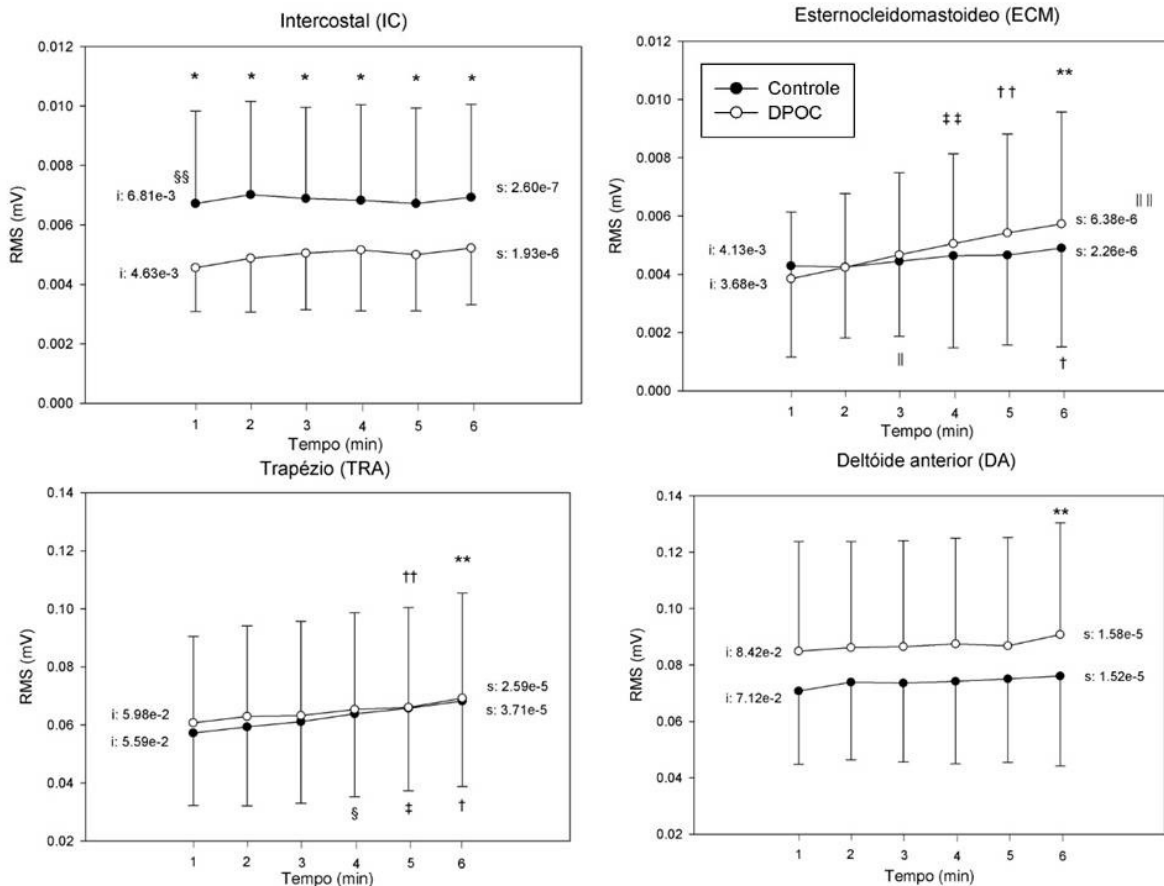 Intercostal (IC)
0.012
0.010
0.008
0.006
0.004
0.002
0.000
RMS (mV)
* * * * * *
§§
i: 6.81e-3
s: 2.60e-7
i: 4.63e-3
s: 1.93e-6
1 2 3 4 5 6
Tempo (min)
Esternocleidomastoideo (ECM)
0.012
0.010
0.008
0.006
0.004
0.002
0.000
RMS (mV)
Controle
DPOC
**
††
‡‡
‖‖
s: 6.38e-6
i: 4.13e-3
s: 2.26e-6
i: 3.68e-3
‖ †
1 2 3 4 5 6
Tempo (min)
Trapézio (TRA)
0.14
0.12
0.10
0.08
0.06
0.04
0.02
RMS (mV)
**
††
s: 2.59e-5
i: 5.98e-2
s: 3.71e-5
i: 5.59e-2
§ ‡ †
1 2 3 4 5 6
Tempo (min)
Deltóide anterior (DA)
0.14
0.12
0.10
0.08
0.06
0.04
0.02
RMS (mV)
**
s: 1.58e-5
i: 8.42e-2
s: 1.52e-5
i: 7.12e-2
1 2 3 4 5 6
Tempo (min)